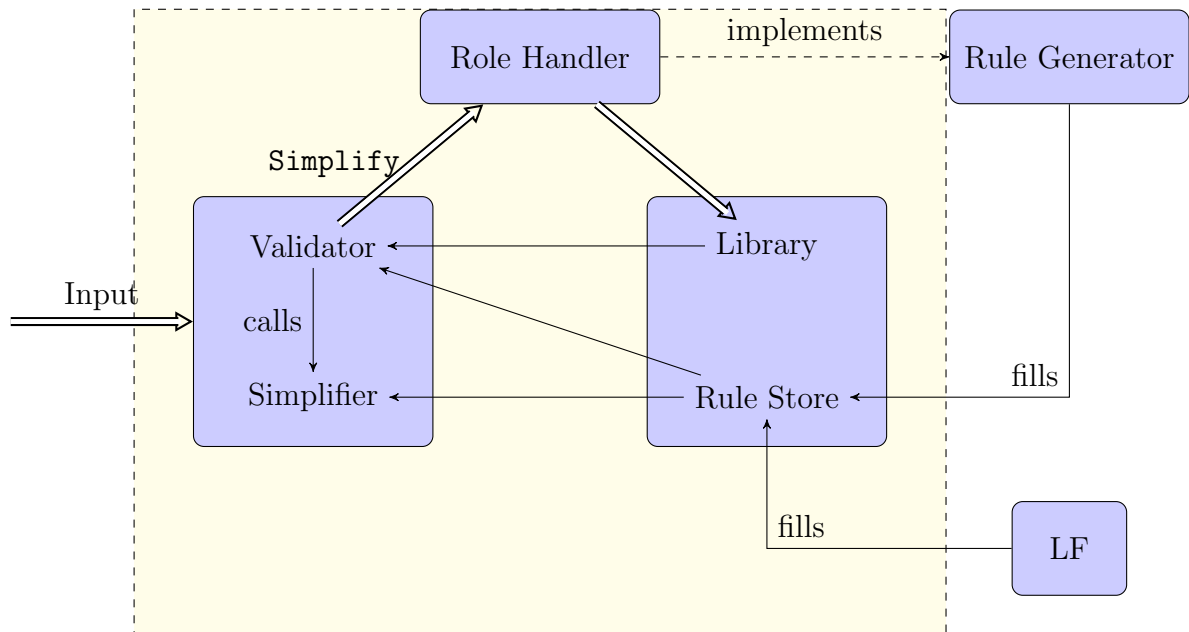 implements
Role Handler
Rule Generator
Simplify
Validator
Library
Input
calls
fills
Simplifier
Rule Store
fills
LF